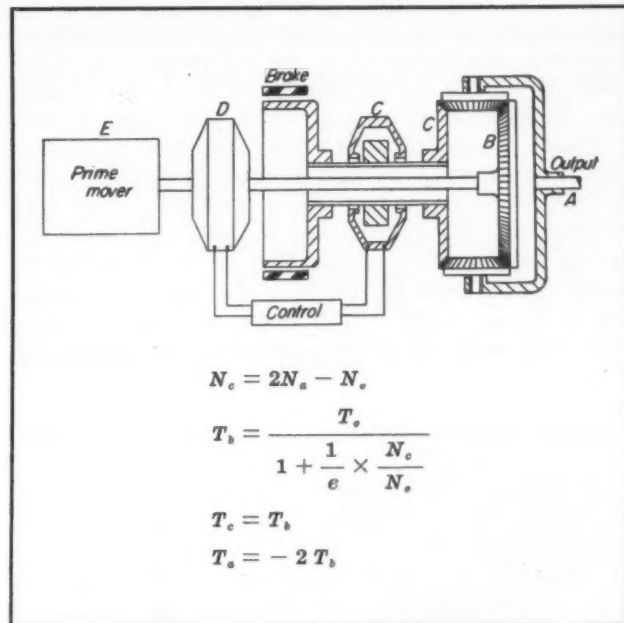 Brake
E
D
C
C
Prime
mover
B
Output
A
Control
N_c = 2N_a − N_e
T_b = T_e / (1 + 1/e × N_c/N_e)
T_c = T_b
T_a = − 2 T_b